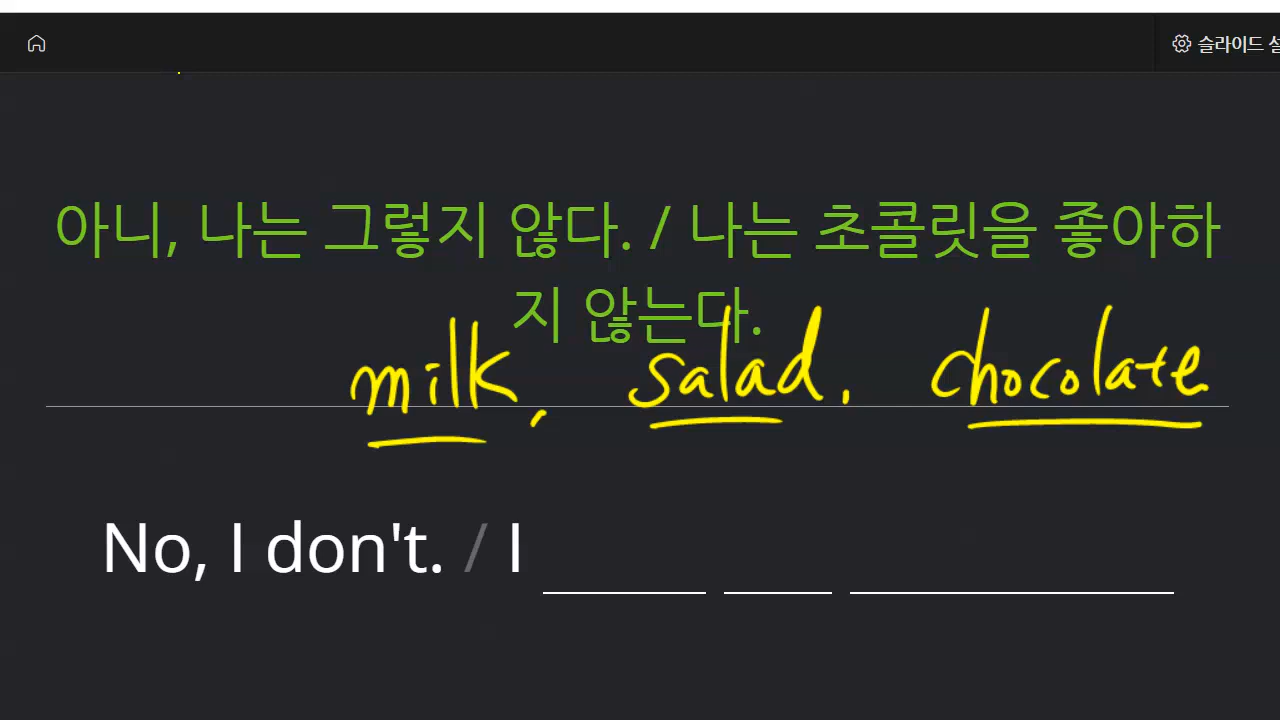 슬라이드 설
아니, 나는 그렇지 않다. / 나는 초콜릿을 좋아하
지 않는다.
milk, salad, chocolate
No, I don't. / I